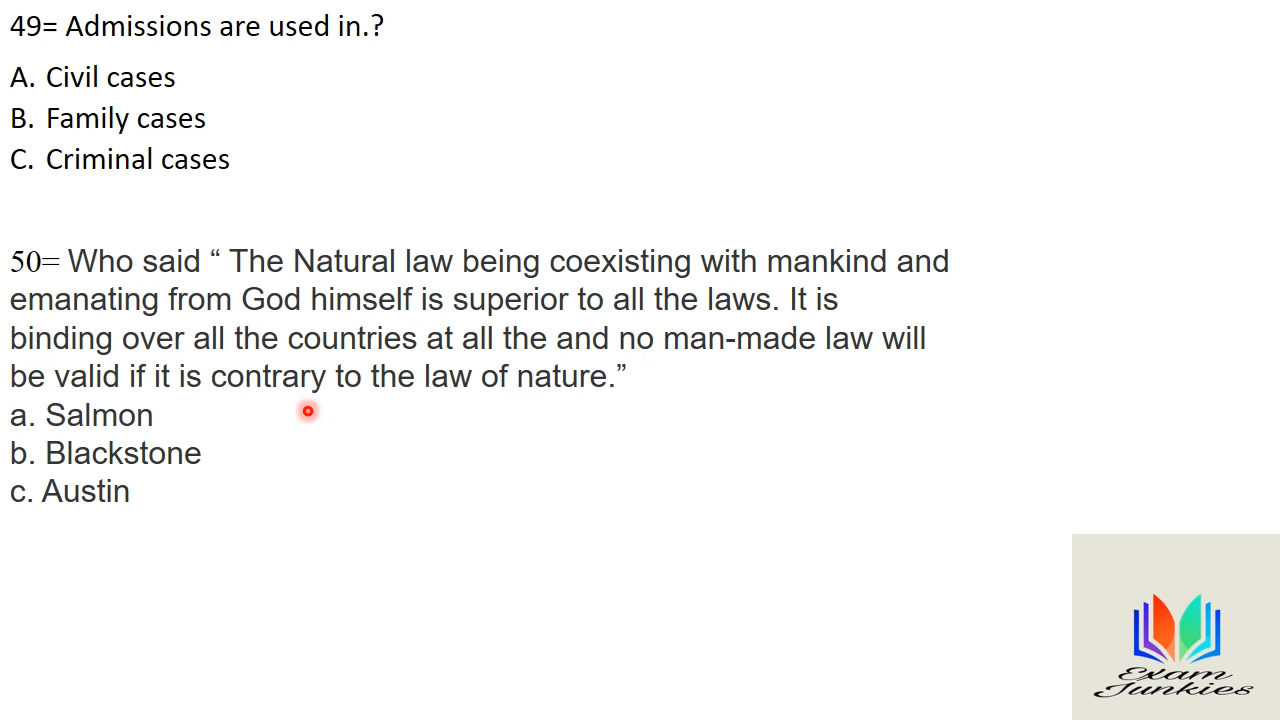 49= Admissions are used in.?
A. Civil cases
B. Family cases
C. Criminal cases
50= Who said “ The Natural law being coexisting with mankind and
emanating from God himself is superior to all the laws. It is
binding over all the countries at all the and no man-made law will
be valid if it is contrary to the law of nature.”
a. Salmon
b. Blackstone
c. Austin
Exam
Junkies